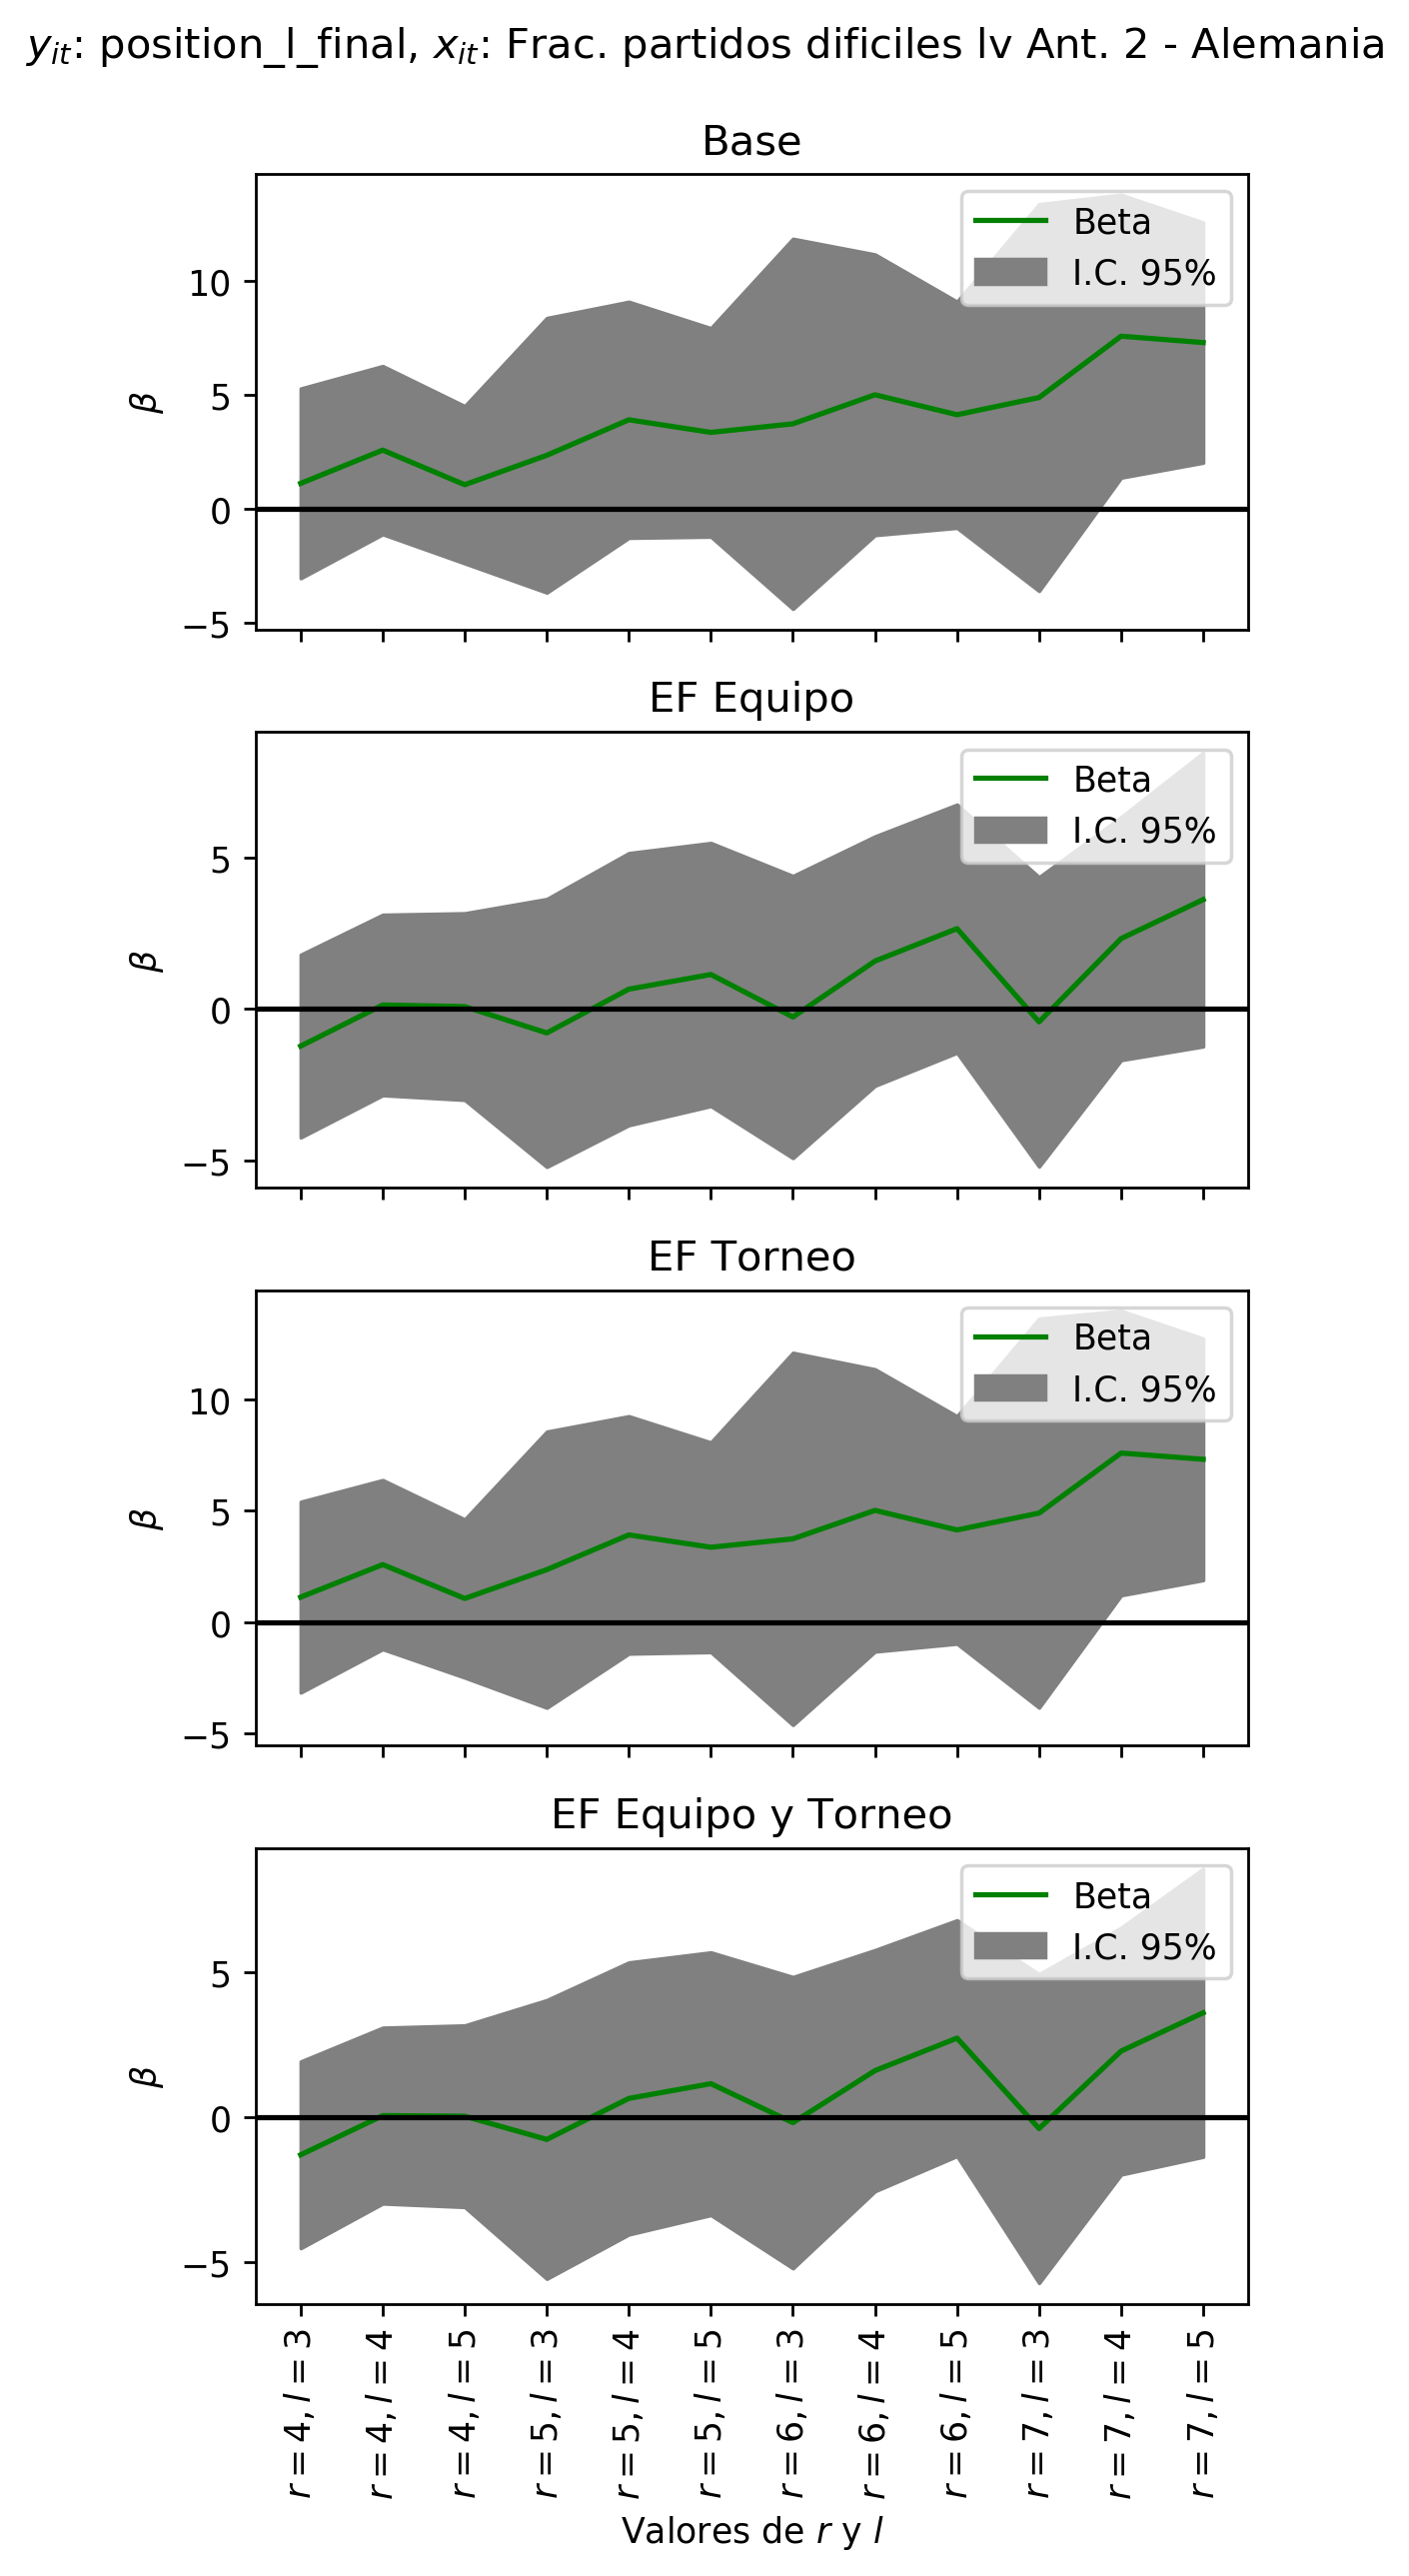 y_it: position_l_final, x_it: Frac. partidos dificiles lv Ant. 2 - Alemania
Base
Beta
I.C. 95%
10
5
0
−5
β
EF Equipo
Beta
I.C. 95%
5
0
−5
β
EF Torneo
Beta
I.C. 95%
10
5
0
−5
β
EF Equipo y Torneo
Beta
I.C. 95%
5
0
−5
β
r = 4, l = 3
r = 4, l = 4
r = 4, l = 5
r = 5, l = 3
r = 5, l = 4
r = 5, l = 5
r = 6, l = 3
r = 6, l = 4
r = 6, l = 5
r = 7, l = 3
r = 7, l = 4
r = 7, l = 5
Valores de r y l